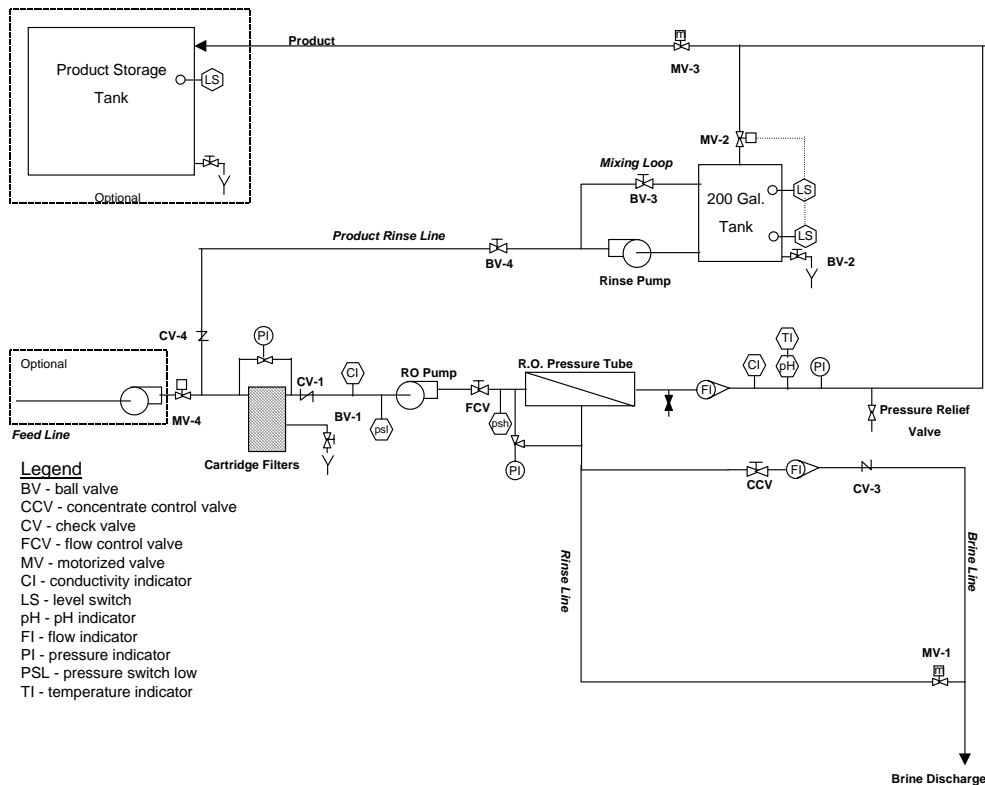 Product
m
MV-3
Product Storage
Tank
LS
Optional
MV-2
Mixing Loop
BV-3
200 Gal.
Tank
LS
LS
BV-2
Product Rinse Line
BV-4
Rinse Pump
CV-4
PI
Optional
MV-4
Feed Line
CV-1
CI
BV-1
psl
RO Pump
FCV
psh
PI
R.O. Pressure Tube
FI
CI
TI
pH
PI
Pressure Relief
Valve
Cartridge Filters
CCV
FI
CV-3
Rinse Line
Brine Line
MV-1
m
Brine Discharge
Legend
BV - ball valve
CCV - concentrate control valve
CV - check valve
FCV - flow control valve
MV - motorized valve
CI - conductivity indicator
LS - level switch
pH - pH indicator
FI - flow indicator
PI - pressure indicator
PSL - pressure switch low
TI - temperature indicator